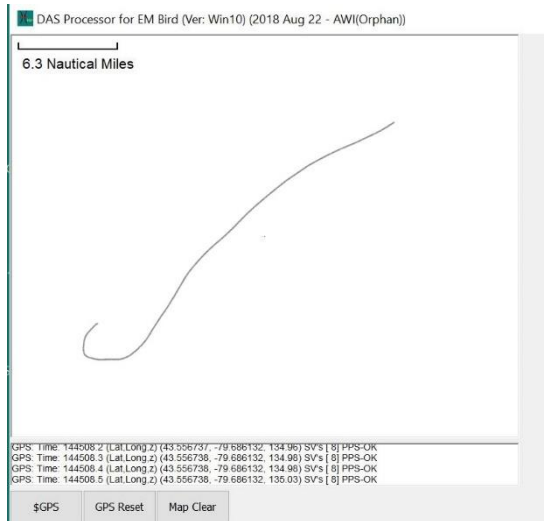 DAS Processor for EM Bird (Ver: Win10) (2018 Aug 22 - AWI(Orphan))
6.3 Nautical Miles
GPS: Time: 144508.2 (Lat,Long,z) (43.556737, -79.686132, 134.96) SV's [ 8] PPS-OK
GPS: Time: 144508.3 (Lat,Long,z) (43.556738, -79.686132, 134.98) SV's [ 8] PPS-OK
GPS: Time: 144508.4 (Lat,Long,z) (43.556738, -79.686132, 134.98) SV's [ 8] PPS-OK
GPS: Time: 144508.5 (Lat,Long,z) (43.556738, -79.686132, 135.03) SV's [ 8] PPS-OK
$GPS GPS Reset Map Clear